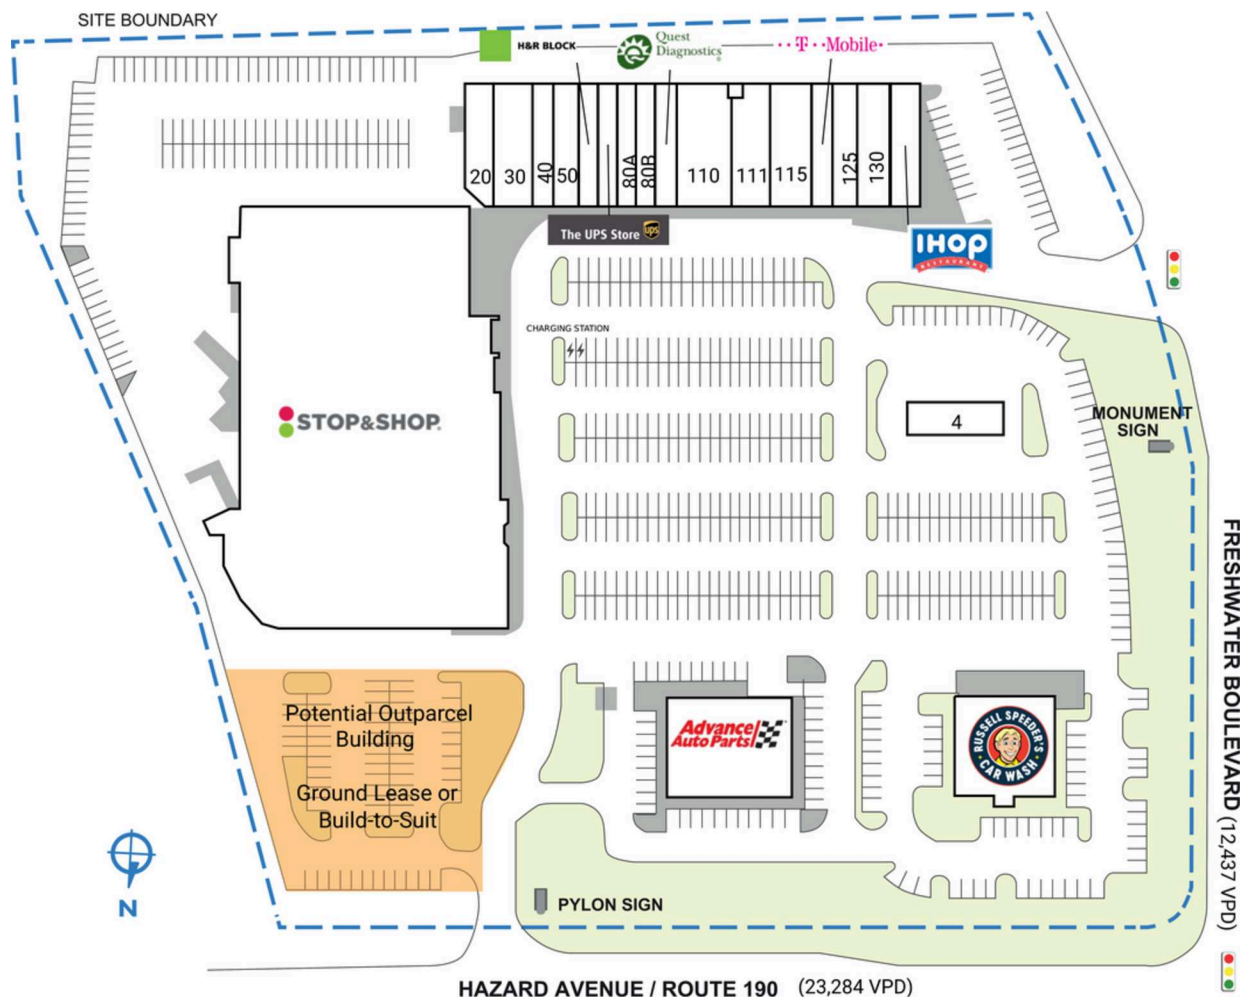 SITE BOUNDARY
H&R BLOCK
Quest
Diagnostics
T Mobile
20
30
40
50
80A
80B
110
111
115
125
130
The UPS Store
ups
IHOP
RESTAURANT
CHARGING STATION
STOP&SHOP
4
MONUMENT
SIGN
FRESHWATER BOULEVARD (12,437 VPD)
Potential Outparcel
Building
Ground Lease or
Build-to-Suit
Advance
Auto Parts
RUSSELL SPEEDER'S
CAR WASH
N
PYLON SIGN
HAZARD AVENUE / ROUTE 190 (23,284 VPD)